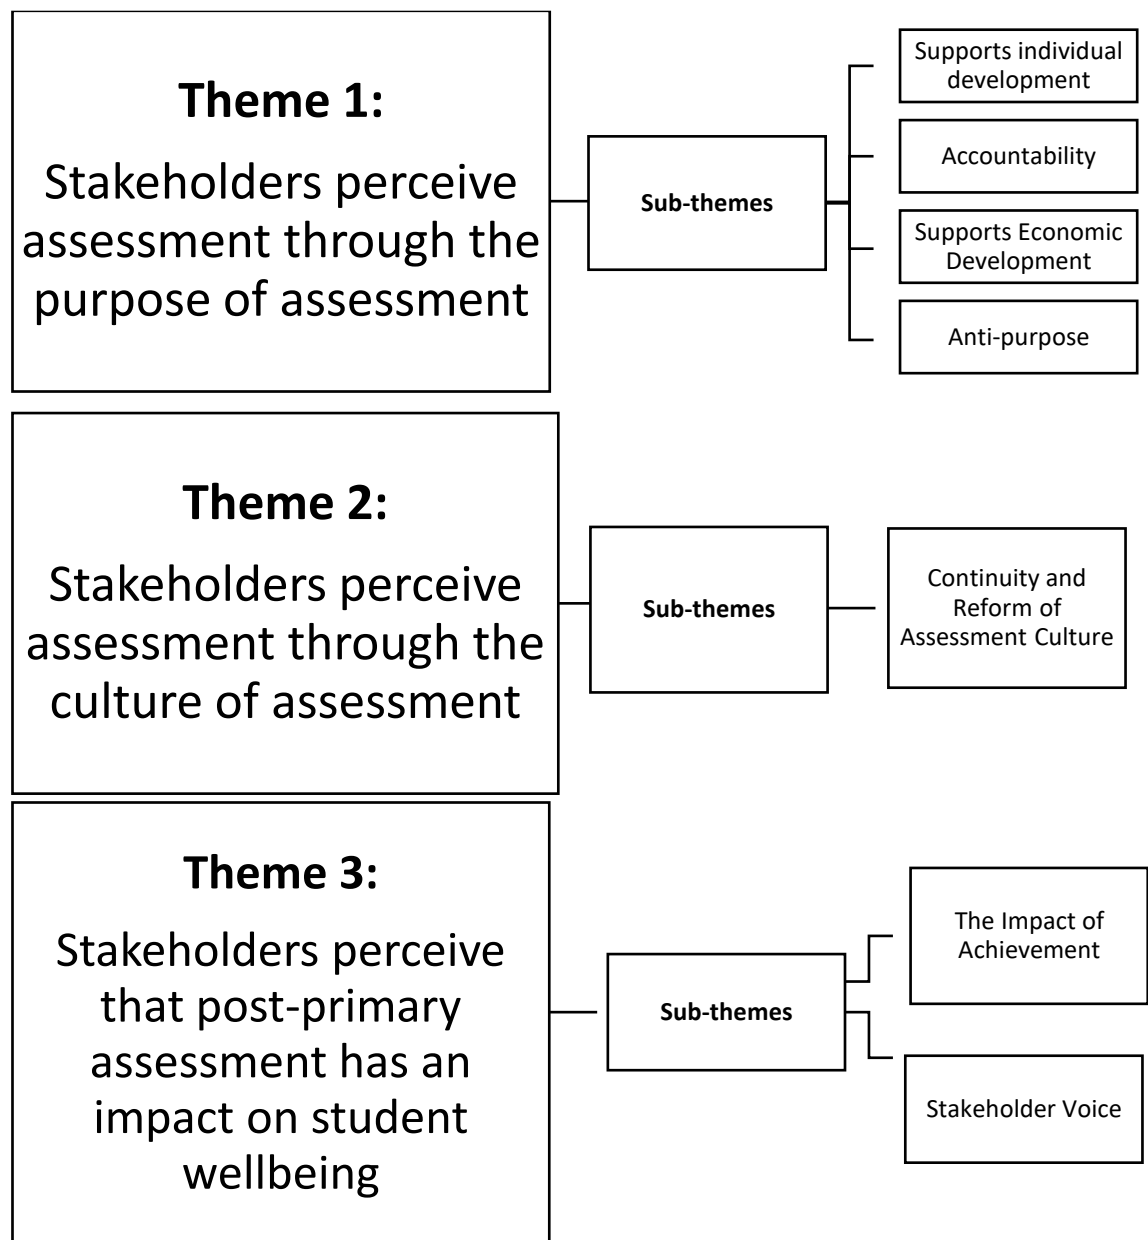 Theme 1:
Stakeholders perceive
assessment through the
purpose of assessment
Sub-themes
Supports individual
development
Accountability
Supports Economic
Development
Anti-purpose
Theme 2:
Stakeholders perceive
assessment through the
culture of assessment
Sub-themes
Continuity and
Reform of
Assessment Culture
Theme 3:
Stakeholders perceive
that post-primary
assessment has an
impact on student
wellbeing
Sub-themes
The Impact of
Achievement
Stakeholder Voice